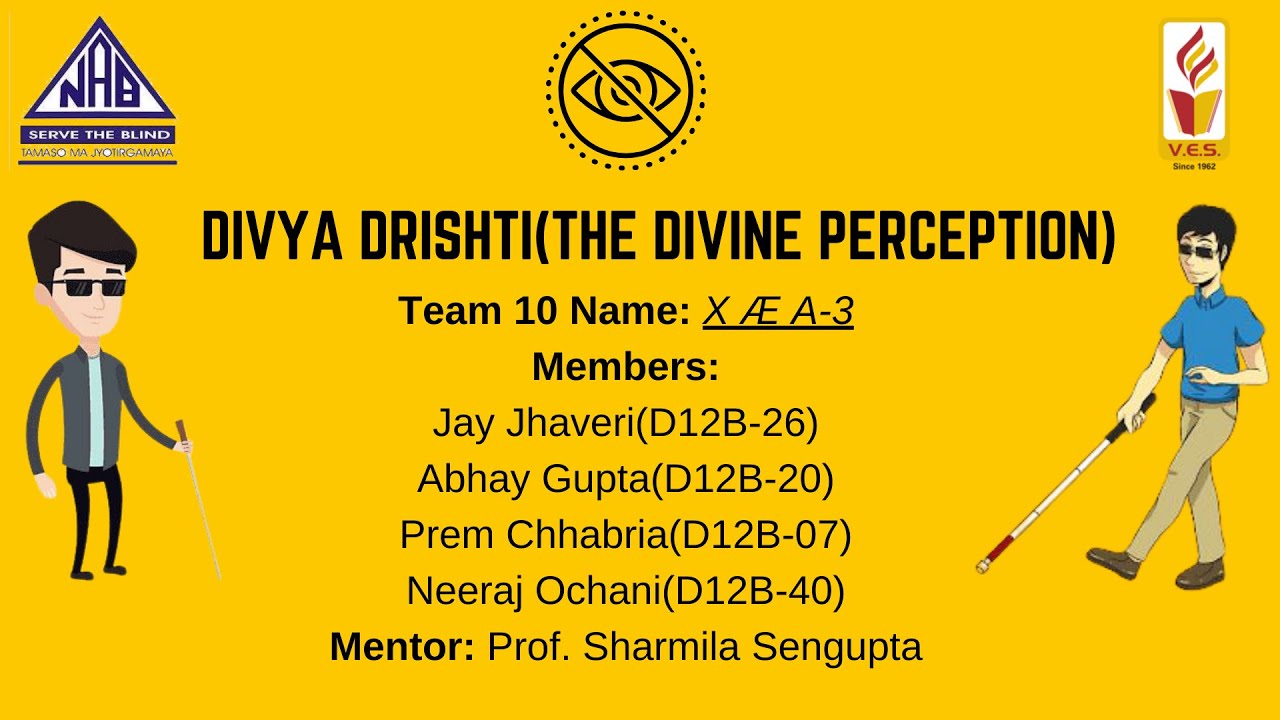 NAB
SERVE THE BLIND
TAMASO MA JYOTIRGAMAYA
V.E.S.
Since 1962
DIVYA DRISHTI(THE DIVINE PERCEPTION)
Team 10 Name: X Æ A-3
Members:
Jay Jhaveri(D12B-26)
Abhay Gupta(D12B-20)
Prem Chhabria(D12B-07)
Neeraj Ochani(D12B-40)
Mentor: Prof. Sharmila Sengupta